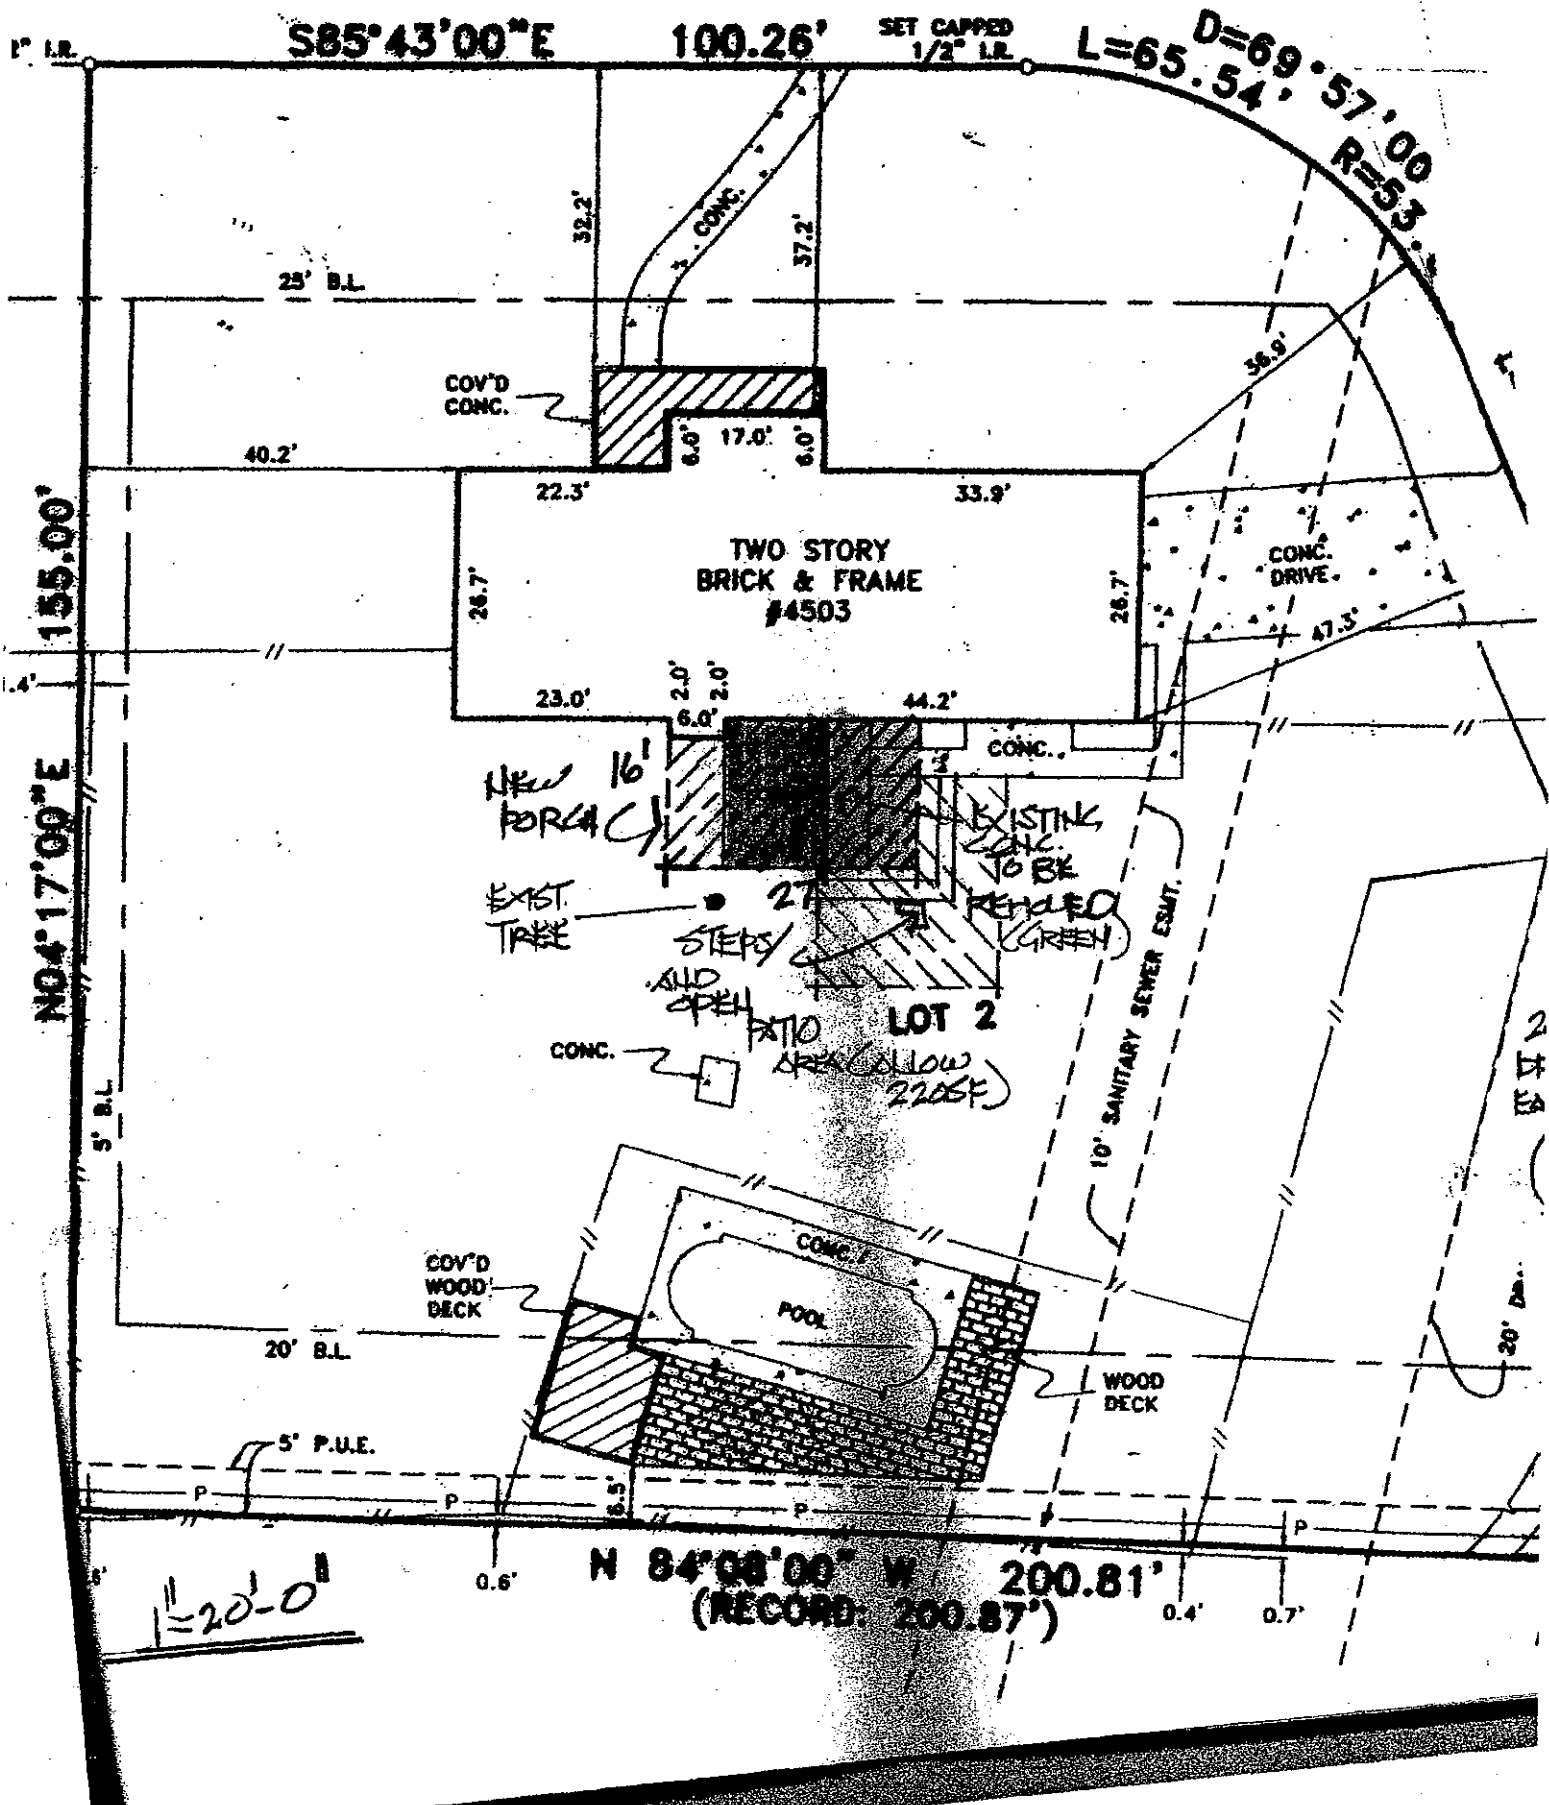 I.R.
S85°43'00"E 100.26'
SET CAPPED
1/2" I.R.
D=69°57'00
L=65.54'
R=53.
32.2'
CONC.
37.2'
25' B.L.
36.9'
COV'D
CONC.
40.2'
6.0' 17.0' 6.0'
22.3'
33.9'
155.00'
TWO STORY
BRICK & FRAME
#4503
26.7'
26.7'
CONC.
DRIVE
47.3'
.4'
23.0'
2.0'
2.0'
6.0'
44.2'
CONC.
N04°17'00"E
NEW
PORCH
16'
EXISTING
CONC.
TO BE
REMOVED
(GREEN)
EXIST.
TREE
27
STEPS/
AND
OPEN
PATIO
AREA (ALLOW
220SF)
LOT 2
10' SANITARY SEWER ESMT.
CONC.
5' B.L.
CONC.
POOL
COV'D
WOOD
DECK
20' B.L.
WOOD
DECK
20'
5' P.U.E.
P
P
P
P
6.5'
0.6'
N 84°08'00" W 200.81'
(RECORD: 200.87')
0.4'
0.7'
1"=20'-0"